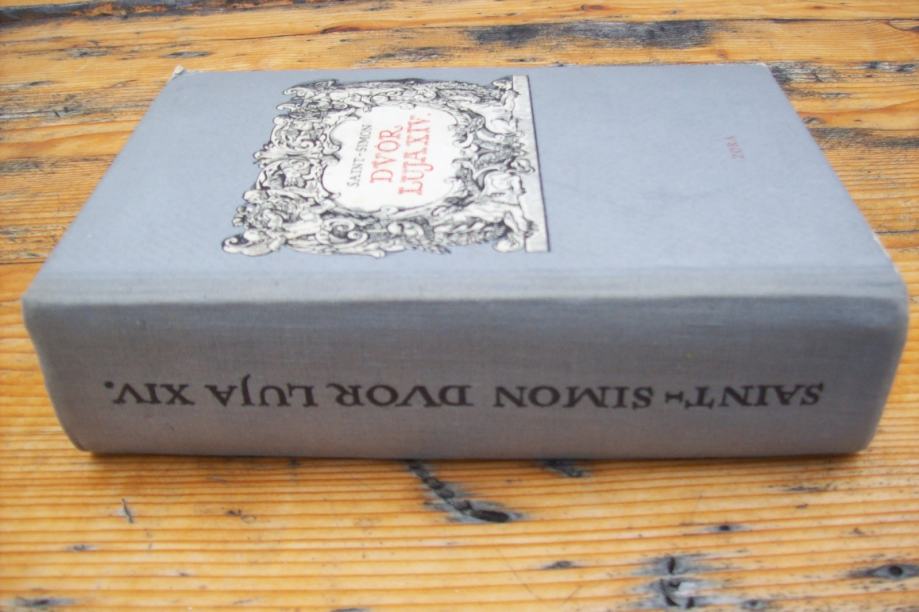 SAINT-SIMON
DVOR
LUJA XIV.
ZORA
SAINT-SIMON DVOR LUJA XIV.